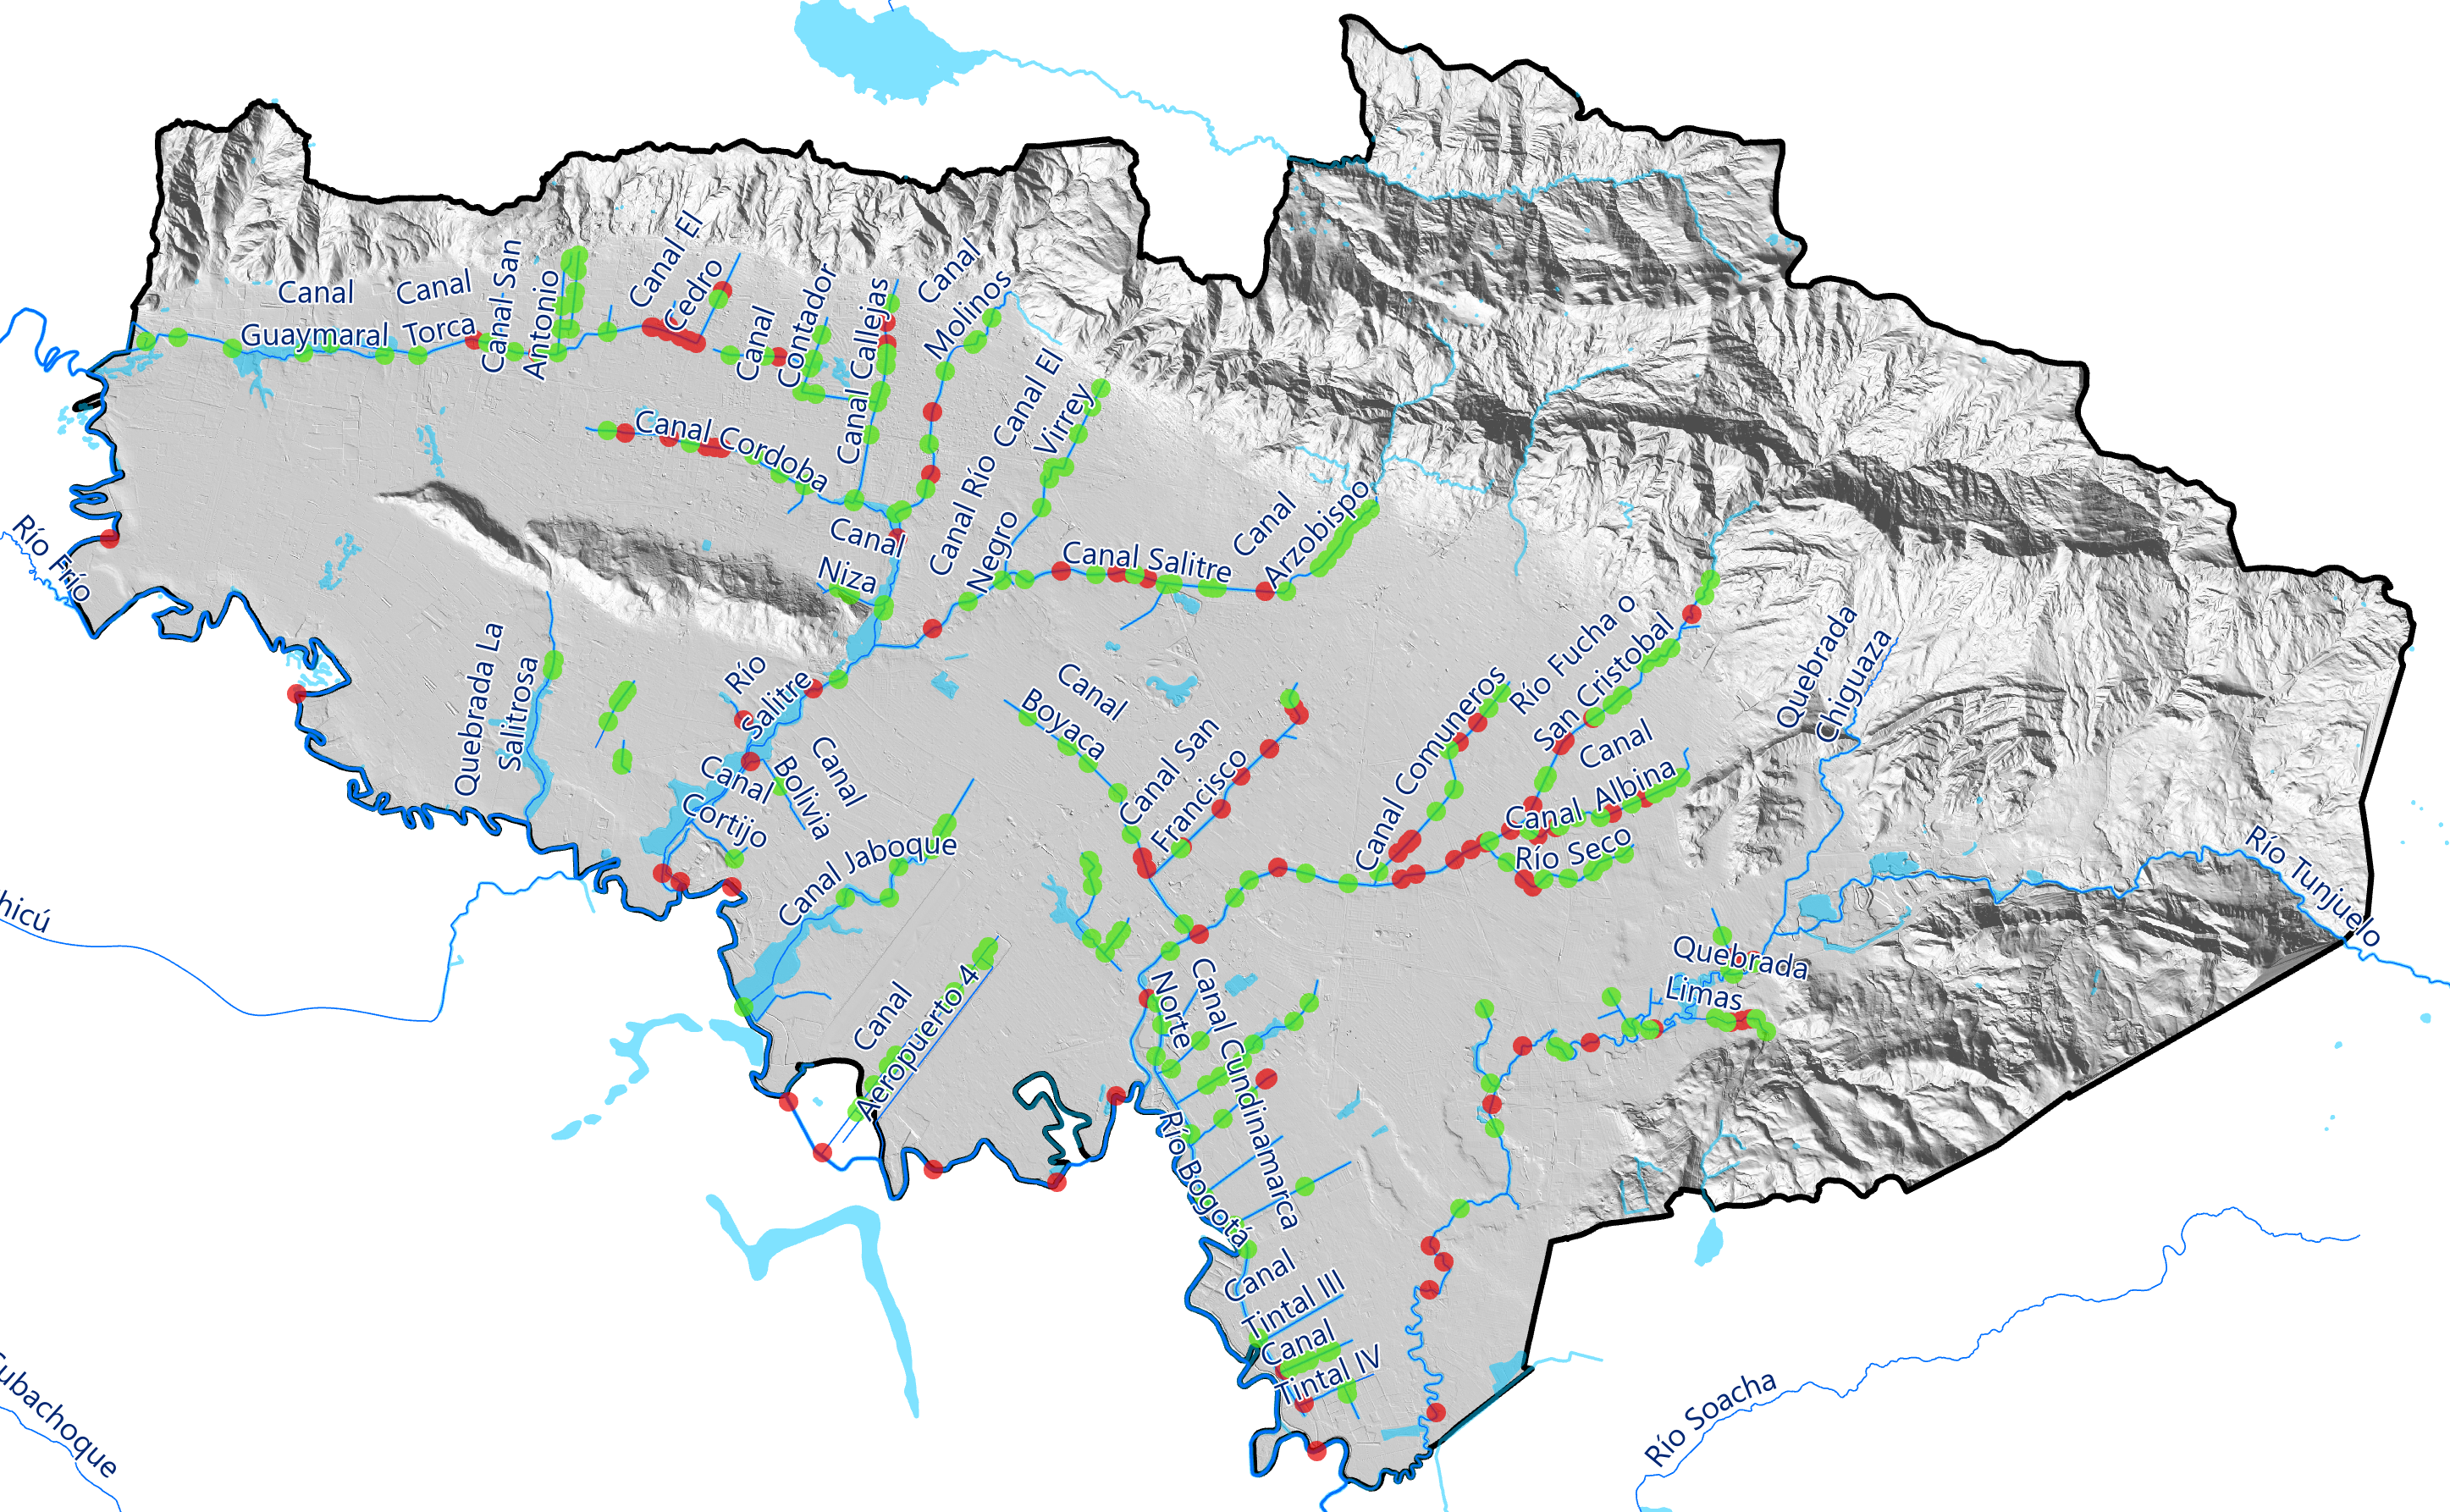 Canal
Guaymaral
Canal
Torca
Canal San
Antonio
Canal El
Cedro
Canal
Contador
Canal Callejas
Canal
Molinos
Canal Cordoba
Canal El
Virrey
Canal Río
Negro
Canal
Niza
Canal Salitre
Canal
Arzobispo
Río Frío
Quebrada La
Salitrosa
Río
Salitre
Canal
Cortijo
Canal
Bolivia
Canal
Boyaca
Canal San
Francisco
Canal Jaboque
Canal
Aeropuerto 4
Canal Comuneros
Río Fucha o
San Cristobal
Canal
Canal Albina
Río Seco
Quebrada
Chiguaza
Río Tunjuelo
Quebrada
Limas
Norte
Canal Cundinamarca
Río Bogotá
Canal
Tintal III
Canal
Tintal IV
Río Soacha
hicú
ubachoque